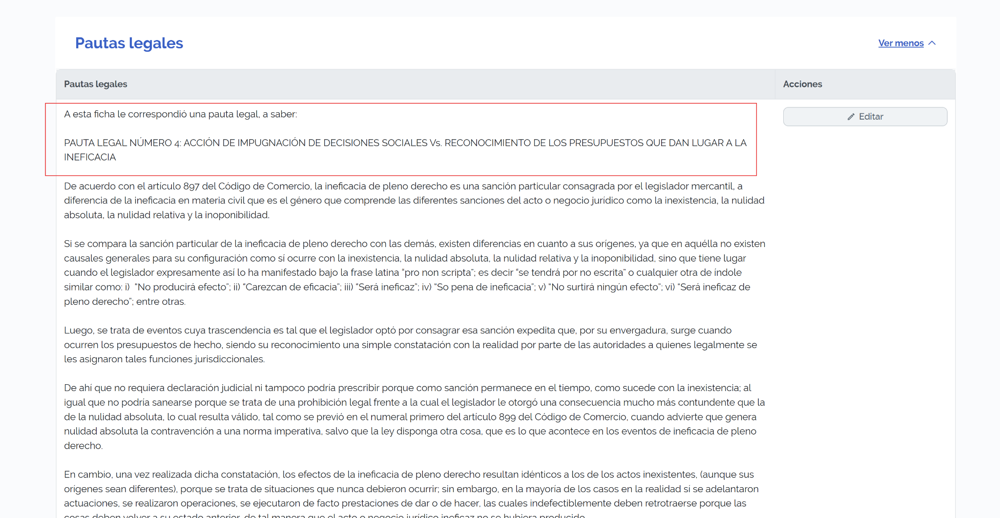 Pautas legales
Ver menos
Pautas legales
Acciones
A esta ficha le correspondió una pauta legal, a saber:
Editar
PAUTA LEGAL NÚMERO 4: ACCIÓN DE IMPUGNACIÓN DE DECISIONES SOCIALES Vs. RECONOCIMIENTO DE LOS PRESUPUESTOS QUE DAN LUGAR A LA
INEFICACIA
De acuerdo con el artículo 897 del Código de Comercio, la ineficacia de pleno derecho es una sanción particular consagrada por el legislador mercantil, a
diferencia de la ineficacia en materia civil que es el género que comprende las diferentes sanciones del acto o negocio jurídico como la inexistencia, la nulidad
absoluta, la nulidad relativa y la inoponibilidad.
Si se compara la sanción particular de la ineficacia de pleno derecho con las demás, existen diferencias en cuanto a sus orígenes, ya que en aquélla no existen
causales generales para su configuración como sí ocurre con la inexistencia, la nulidad absoluta, la nulidad relativa y la inoponibilidad, sino que tiene lugar
cuando el legislador expresamente así lo ha manifestado bajo la frase latina “pro non scripta”; es decir “se tendrá por no escrita” o cualquier otra de índole
similar como: i)  “No producirá efecto”; ii) “Carezcan de eficacia”; iii) “Será ineficaz”; iv) “So pena de ineficacia”; v) “No surtirá ningún efecto”; vi) “Será ineficaz de
pleno derecho”; entre otras.
Luego, se trata de eventos cuya trascendencia es tal que el legislador optó por consagrar esa sanción expedita que, por su envergadura, surge cuando
ocurren los presupuestos de hecho, siendo su reconocimiento una simple constatación con la realidad por parte de las autoridades a quienes legalmente se
les asignaron tales funciones jurisdiccionales.
De ahí que no requiera declaración judicial ni tampoco podría prescribir porque como sanción permanece en el tiempo, como sucede con la inexistencia; al
igual que no podría sanearse porque se trata de una prohibición legal frente a la cual el legislador le otorgó una consecuencia mucho más contundente que la
de la nulidad absoluta, lo cual resulta válido, tal como se previó en el numeral primero del artículo 899 del Código de Comercio, cuando advierte que genera
nulidad absoluta la contravención a una norma imperativa, salvo que la ley disponga otra cosa, que es lo que acontece en los eventos de ineficacia de pleno
derecho.
En cambio, una vez realizada dicha constatación, los efectos de la ineficacia de pleno derecho resultan idénticos a los de los actos inexistentes, (aunque sus
orígenes sean diferentes), porque se trata de situaciones que nunca debieron ocurrir; sin embargo, en la mayoría de los casos en la realidad sí se adelantaron
actuaciones, se realizaron operaciones, se ejecutaron de facto prestaciones de dar o de hacer, las cuales indefectiblemente deben retrotraerse porque las
cosas deben volver a su estado anterior, de tal manera que el acto o negocio jurídico ineficaz no se hubiera producido.